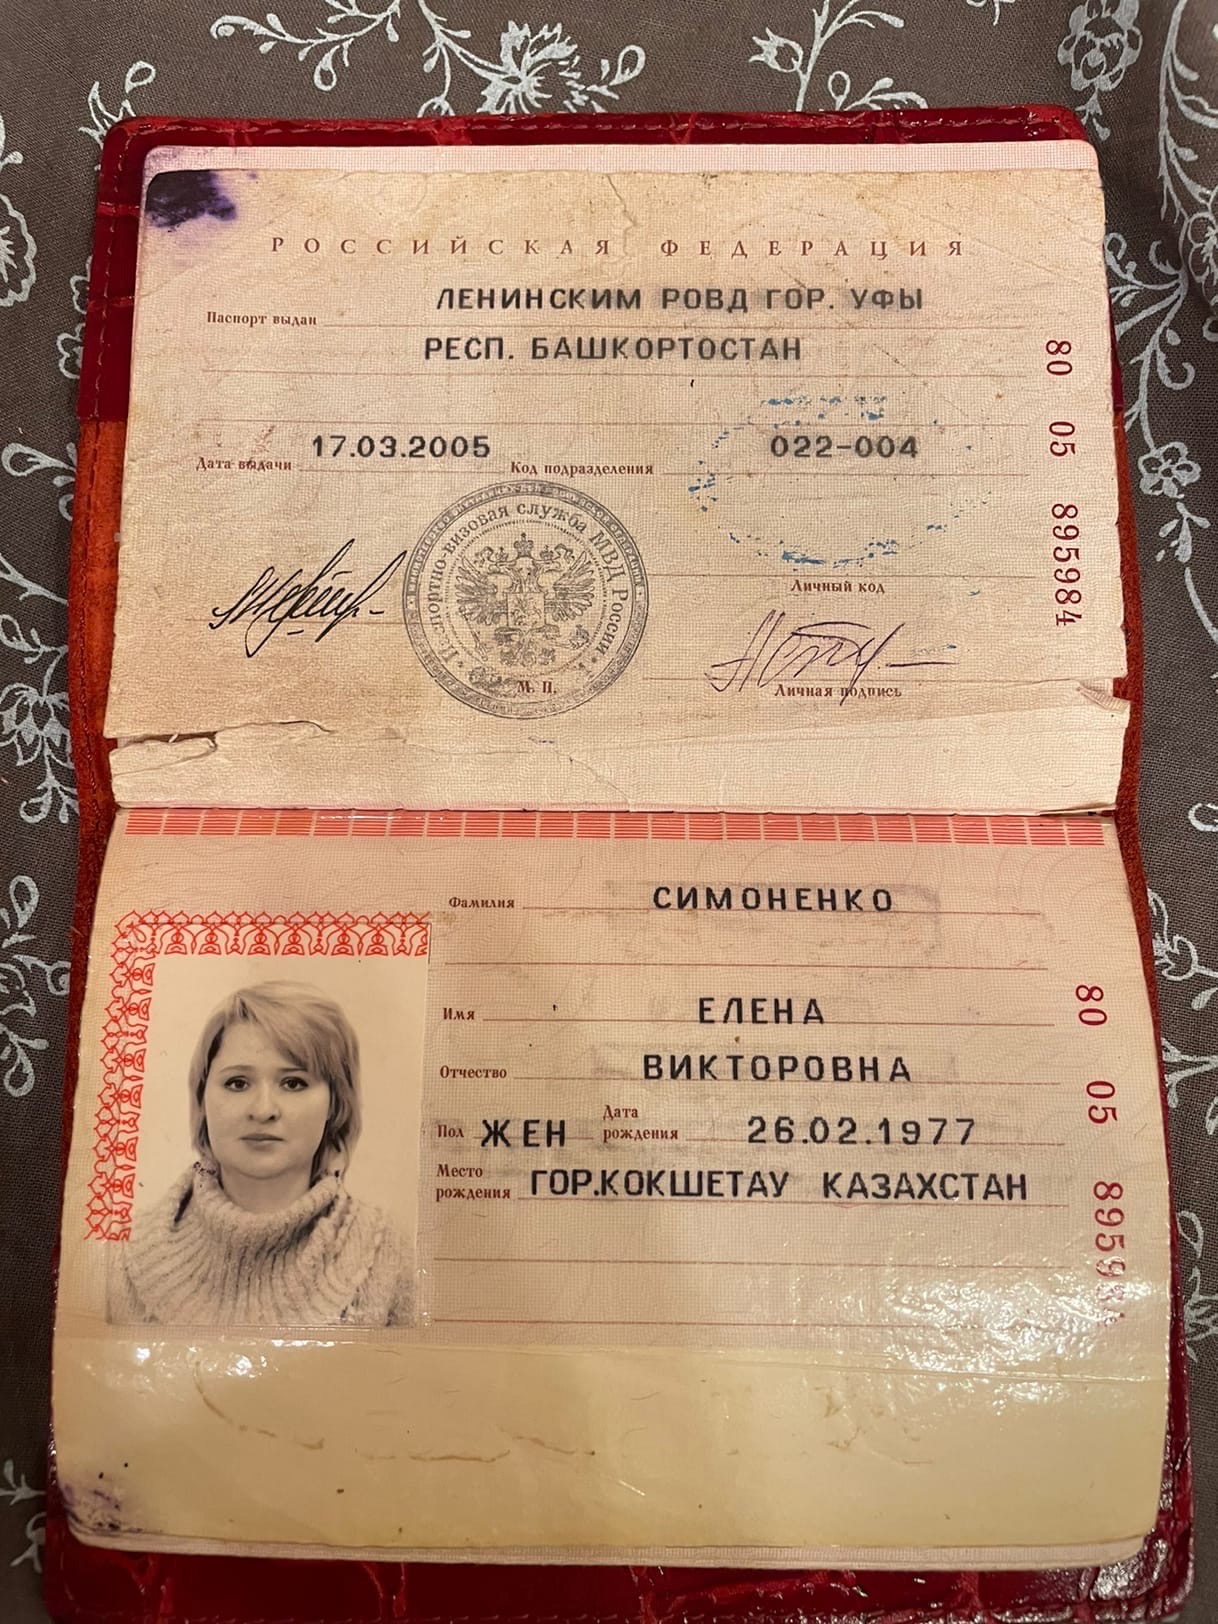 РОССИЙСКАЯ ФЕДЕРАЦИЯ
Паспорт выдан ЛЕНИНСКИМ РОВД ГОР. УФЫ
РЕСП. БАШКОРТОСТАН
Дата выдачи 17.03.2005 Код подразделения 022-004
Паспортно-визовая служба МВД России
М. П.
Личный код
Личная подпись
80 05 895984
Фамилия СИМОНЕНКО
Имя ЕЛЕНА
Отчество ВИКТОРОВНА
Пол ЖЕН Дата рождения 26.02.1977
Место рождения ГОР.КОКШЕТАУ КАЗАХСТАН
80 05 8959